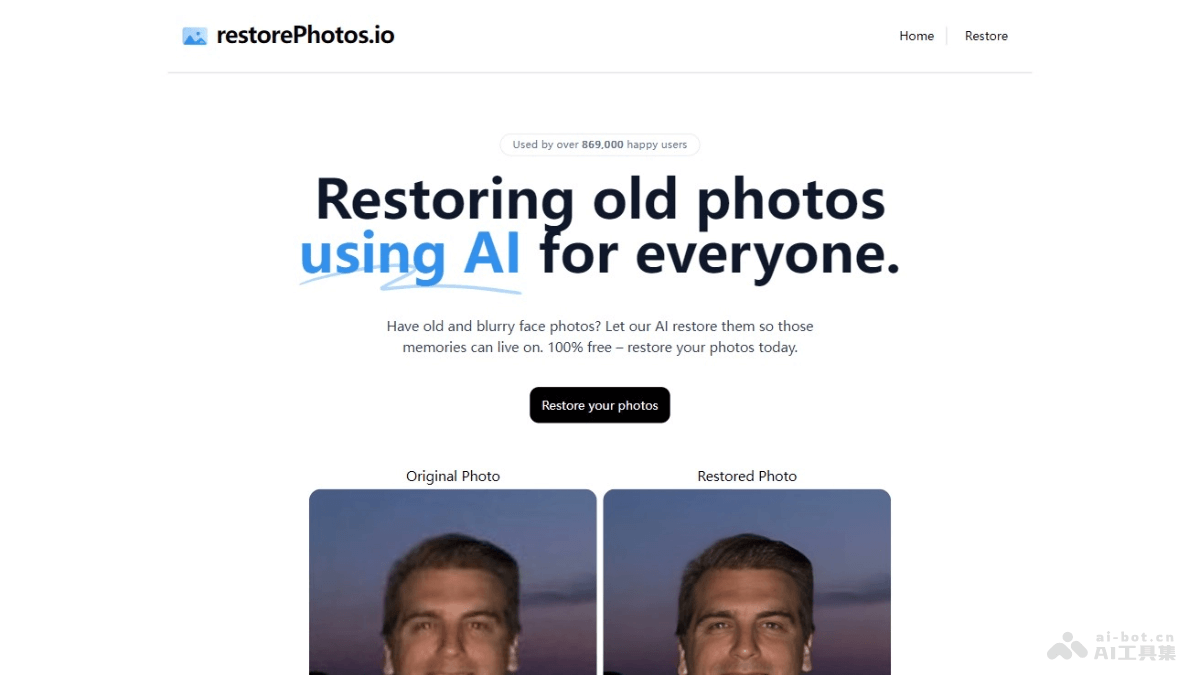 restorePhotos.io
Home
Restore
Used by over 869,000 happy users
Restoring old photos
using AI for everyone.
Have old and blurry face photos? Let our AI restore them so those
memories can live on. 100% free – restore your photos today.
Restore your photos
Original Photo
Restored Photo
ai-bot.cn
AI工具集